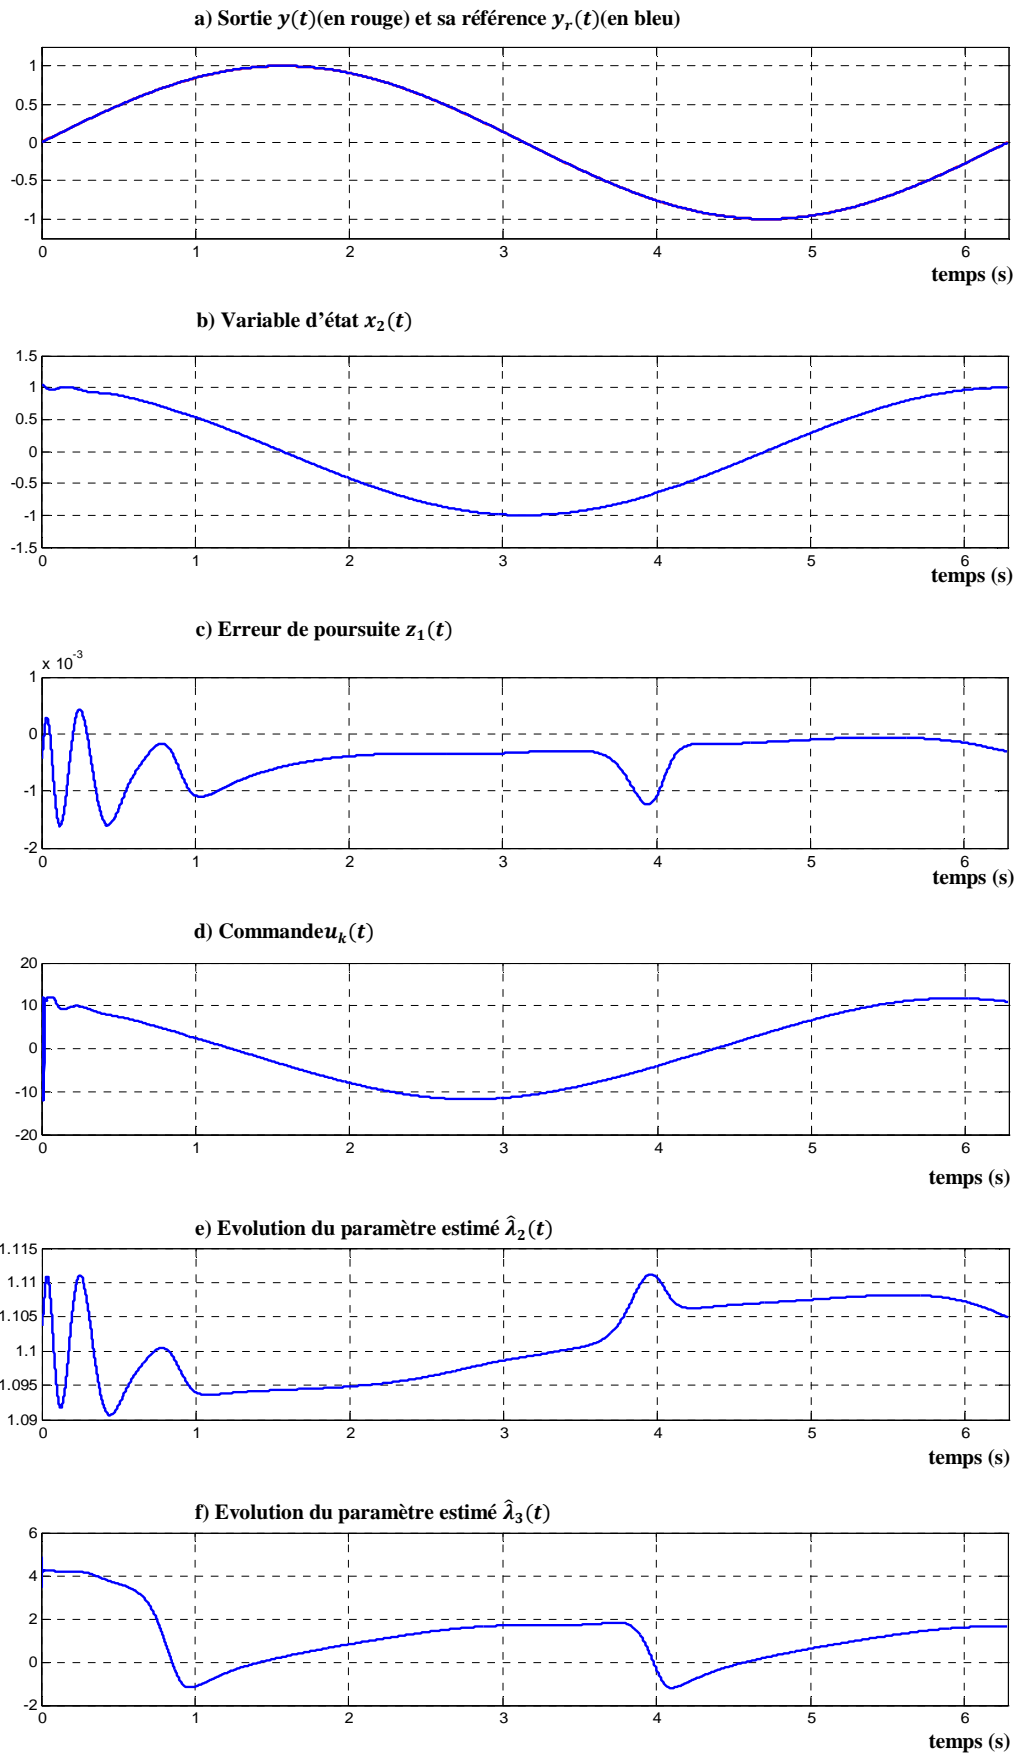 a) Sortie y(t)(en rouge) et sa référence y_r(t)(en bleu)
1
0.5
0
-0.5
-1
0 1 2 3 4 5 6
temps (s)
b) Variable d'état x_2(t)
1.5
1
0.5
0
-0.5
-1
-1.5
0 1 2 3 4 5 6
temps (s)
c) Erreur de poursuite z_1(t)
x 10^-3
1
0
-1
-2
0 1 2 3 4 5 6
temps (s)
d) Commandeu_k(t)
20
10
0
-10
-20
0 1 2 3 4 5 6
temps (s)
e) Evolution du paramètre estimé λ̂_2(t)
1.115
1.11
1.105
1.1
1.095
1.09
0 1 2 3 4 5 6
temps (s)
f) Evolution du paramètre estimé λ̂_3(t)
6
4
2
0
-2
0 1 2 3 4 5 6
temps (s)